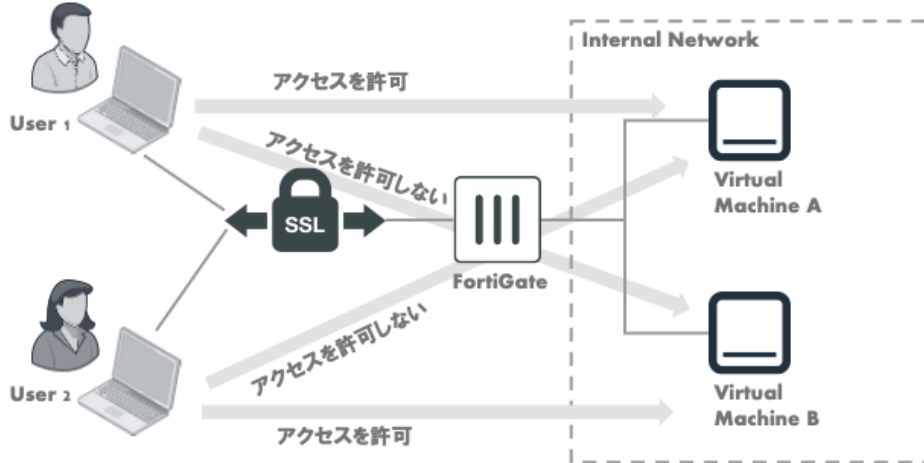 Internal Network
アクセスを許可
User 1
アクセスを許可しない
Virtual
Machine A
SSL
FortiGate
アクセスを許可しない
User 2
Virtual
Machine B
アクセスを許可